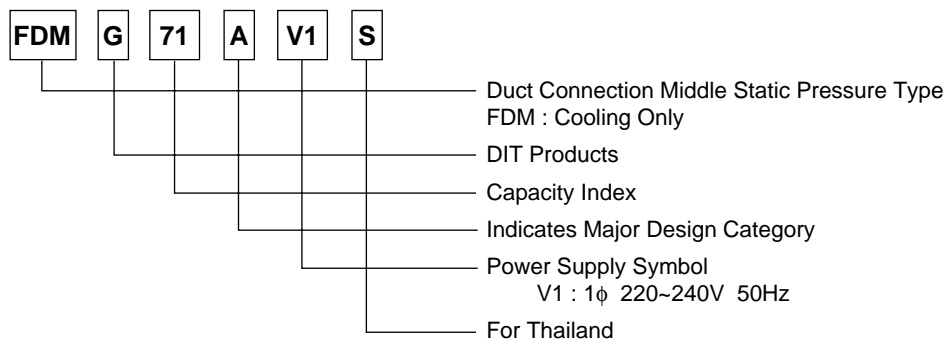 FDM G 71 A V1 S
Duct Connection Middle Static Pressure Type
FDM : Cooling Only
DIT Products
Capacity Index
Indicates Major Design Category
Power Supply Symbol
V1 : 1ϕ 220~240V 50Hz
For Thailand